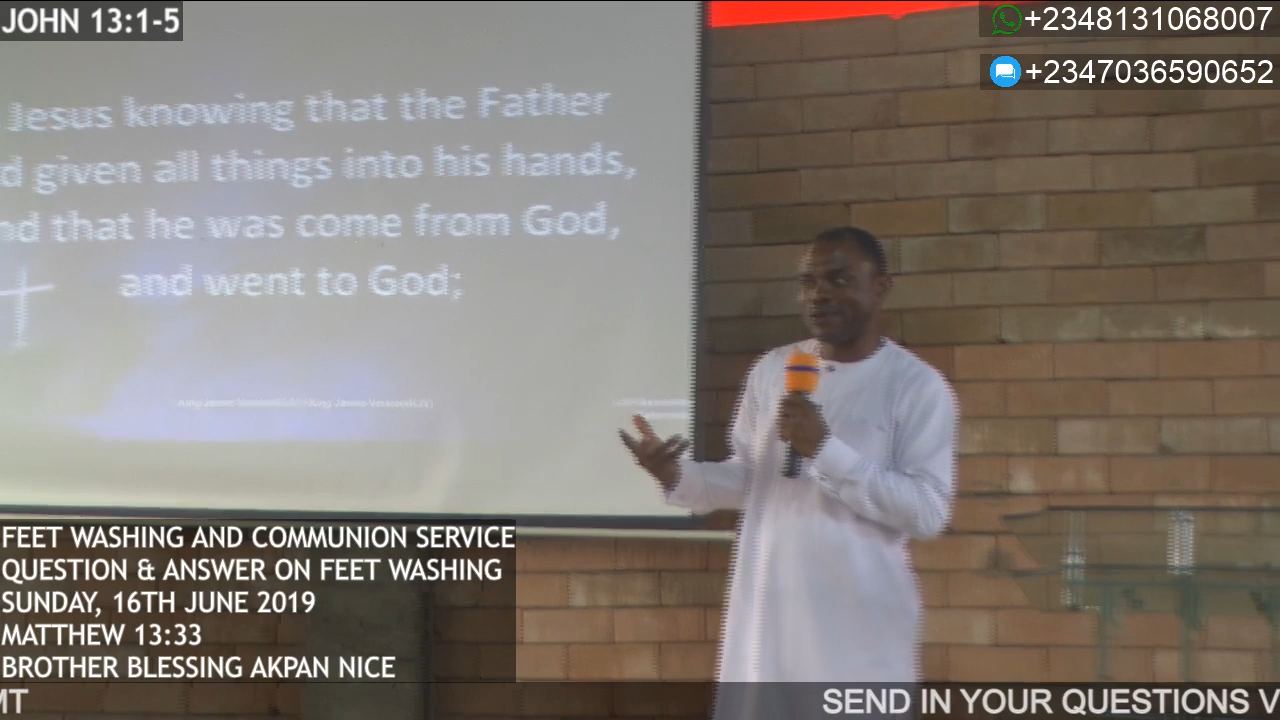 JOHN 13:1-5
+2348131068007
+2347036590652
Jesus knowing that the Father
d given all things into his hands,
nd that he was come from God,
and went to God;
FEET WASHING AND COMMUNION SERVICE
QUESTION & ANSWER ON FEET WASHING
SUNDAY, 16TH JUNE 2019
MATTHEW 13:33
BROTHER BLESSING AKPAN NICE
MT
SEND IN YOUR QUESTIONS V